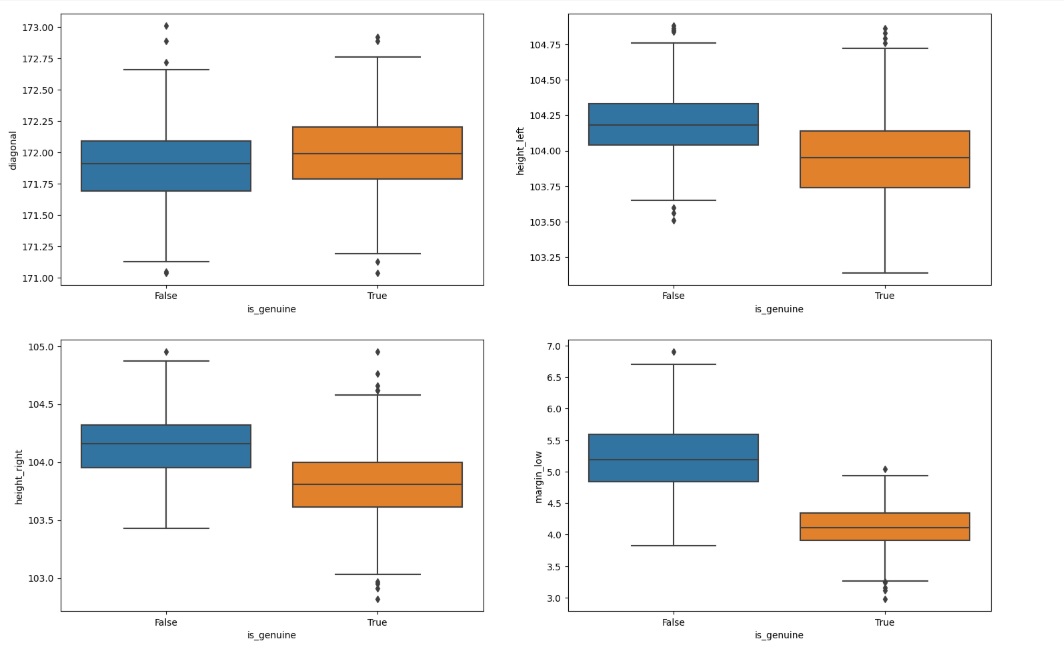 diagonal
173.00
172.75
172.50
172.25
172.00
171.75
171.50
171.25
171.00
False
True
is_genuine
height_left
104.75
104.50
104.25
104.00
103.75
103.50
103.25
False
True
is_genuine
height_right
105.0
104.5
104.0
103.5
103.0
False
True
is_genuine
margin_low
7.0
6.5
6.0
5.5
5.0
4.5
4.0
3.5
3.0
False
True
is_genuine